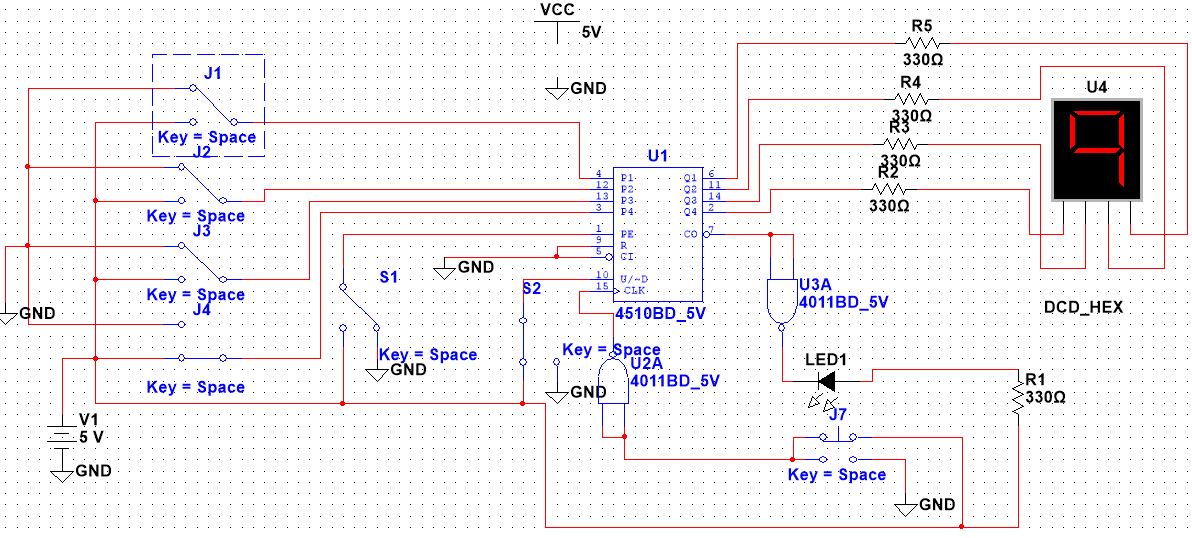 VCC
5V
GND
R5
330Ω
R4
330Ω
R3
330Ω
R2
330Ω
U4
DCD_HEX
J1
Key = Space
J2
Key = Space
J3
Key = Space
J4
Key = Space
GND
V1
5 V
GND
U1
4 P1 Q1 6
12 P2 Q2 11
13 P3 Q3 14
3 P4 Q4 2
1 PE CO 7
9 R
5 CI
10 U/~D
15 CLK
4510BD_5V
GND
S1
Key = Space
GND
S2
Key = Space
GND
U2A
4011BD_5V
U3A
4011BD_5V
LED1
R1
330Ω
J7
Key = Space
GND